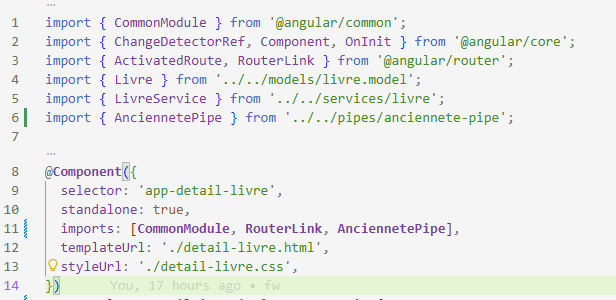 1 import { CommonModule } from '@angular/common';
2 import { ChangeDetectorRef, Component, OnInit } from '@angular/core';
3 import { ActivatedRoute, RouterLink } from '@angular/router';
4 import { Livre } from '../../models/livre.model';
5 import { LivreService } from '../../services/livre';
6 import { AnciennetePipe } from '../../pipes/anciennete-pipe';
7
8 @Component({
9 selector: 'app-detail-livre',
10 standalone: true,
11 imports: [CommonModule, RouterLink, AnciennetePipe],
12 templateUrl: './detail-livre.html',
13 styleUrl: './detail-livre.css',
14 }) You, 17 hours ago • fw